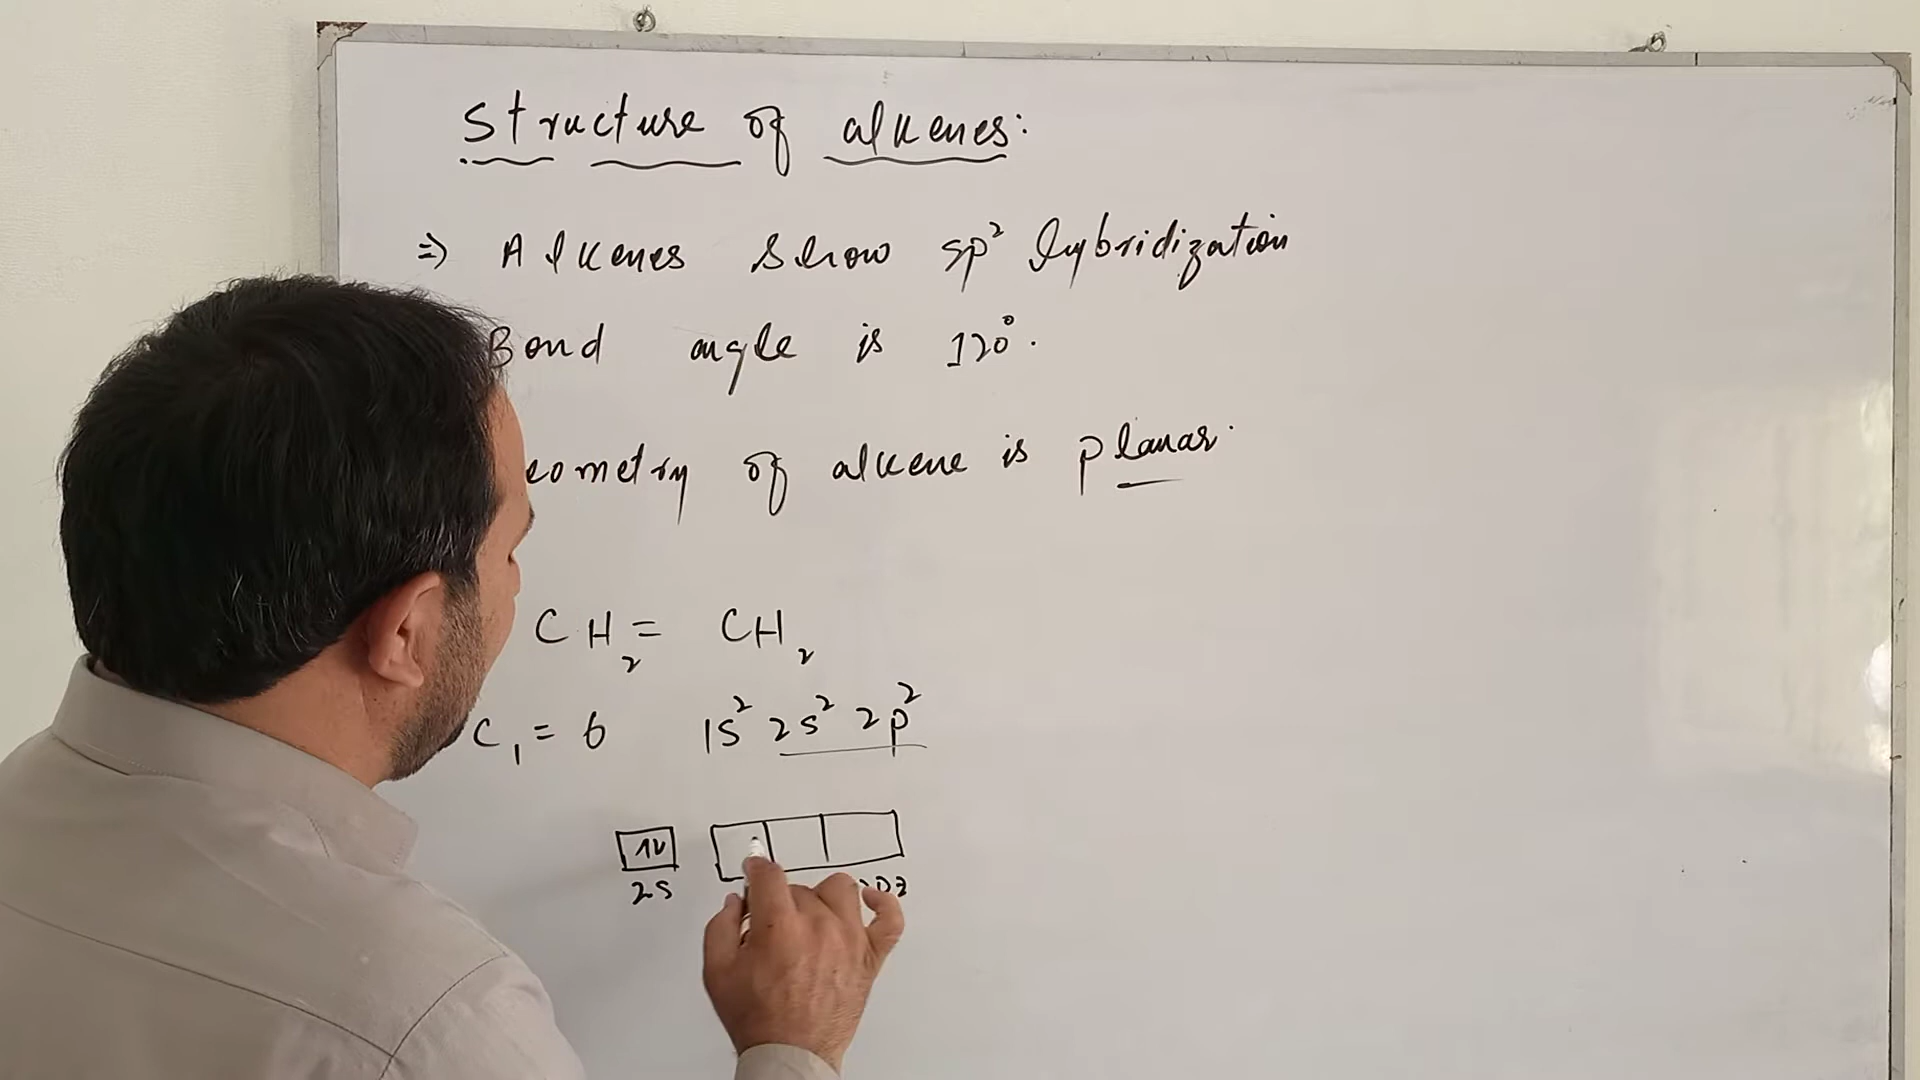 Structure of alkenes:
⇒ Alkenes show sp² hybridization
Bond angle is 120°.
eometry of alkene is planar.
CH₂ = CH₂
C₁ = 6 1s² 2s² 2p²
1L
2s